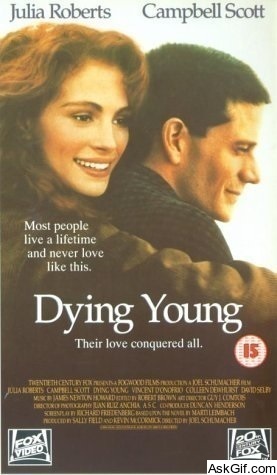 Julia Roberts Campbell Scott
Most people
live a lifetime
and never love
like this.
Dying Young
Their love conquered all.
15
TWENTIETH CENTURY FOX PRESENTS A FOGWOOD FILMS PRODUCTION A JOEL SCHUMACHER FILM
JULIA ROBERTS CAMPBELL SCOTT DYING YOUNG VINCENT D'ONOFRIO COLLEEN DEWHURST DAVID SELBY
MUSIC BY JAMES NEWTON HOWARD EDITED BY ROBERT BROWN ART DIRECTOR GUY J. COMTOIS
DIRECTOR OF PHOTOGRAPHY JUAN RUIZ ANCHIA A.S.C. CO-PRODUCER DUNCAN HENDERSON
SCREENPLAY BY RICHARD FRIEDENBERG BASED UPON THE NOVEL BY MARTI LEIMBACH
PRODUCED BY SALLY FIELD AND KEVIN McCORMICK DIRECTED BY JOEL SCHUMACHER
FOX
VIDEO
20
CENTURY
FOX
AskGif.com